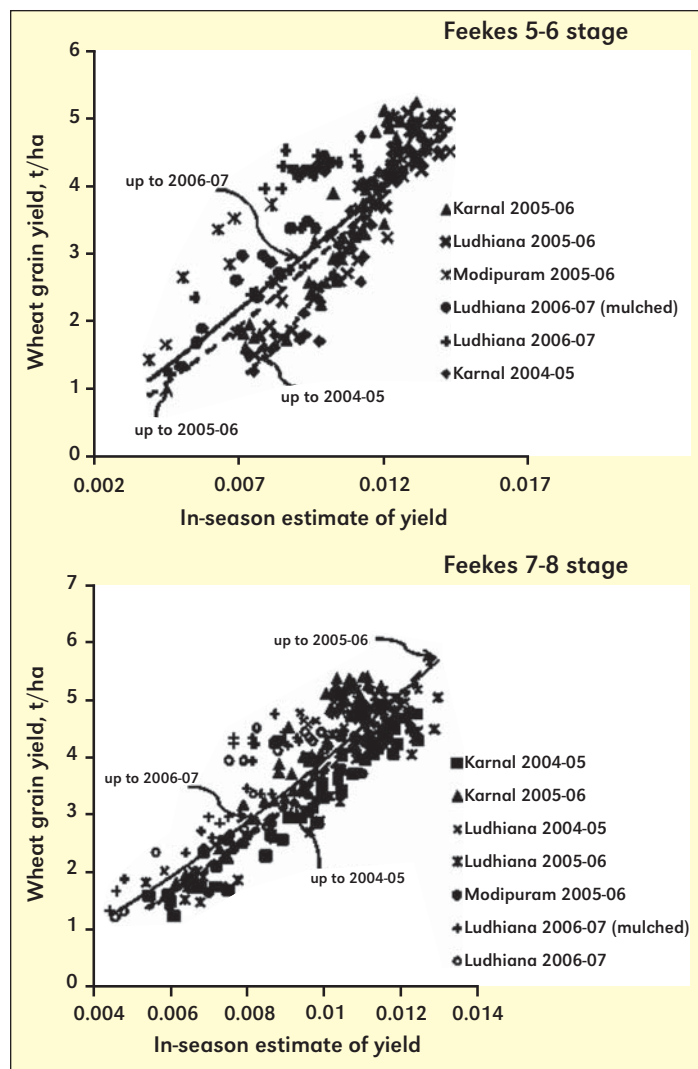 Feekes 5-6 stage
6
5
4
3
2
1
0
Wheat grain yield, t/ha
up to 2006-07
up to 2005-06
up to 2004-05
Karnal 2005-06
Ludhiana 2005-06
Modipuram 2005-06
Ludhiana 2006-07 (mulched)
Ludhiana 2006-07
Karnal 2004-05
0.002 0.007 0.012 0.017
In-season estimate of yield
Feekes 7-8 stage
7
6
5
4
3
2
1
0
Wheat grain yield, t/ha
up to 2005-06
up to 2006-07
up to 2004-05
Karnal 2004-05
Karnal 2005-06
Ludhiana 2004-05
Ludhiana 2005-06
Modipuram 2005-06
Ludhiana 2006-07 (mulched)
Ludhiana 2006-07
0.004 0.006 0.008 0.01 0.012 0.014
In-season estimate of yield